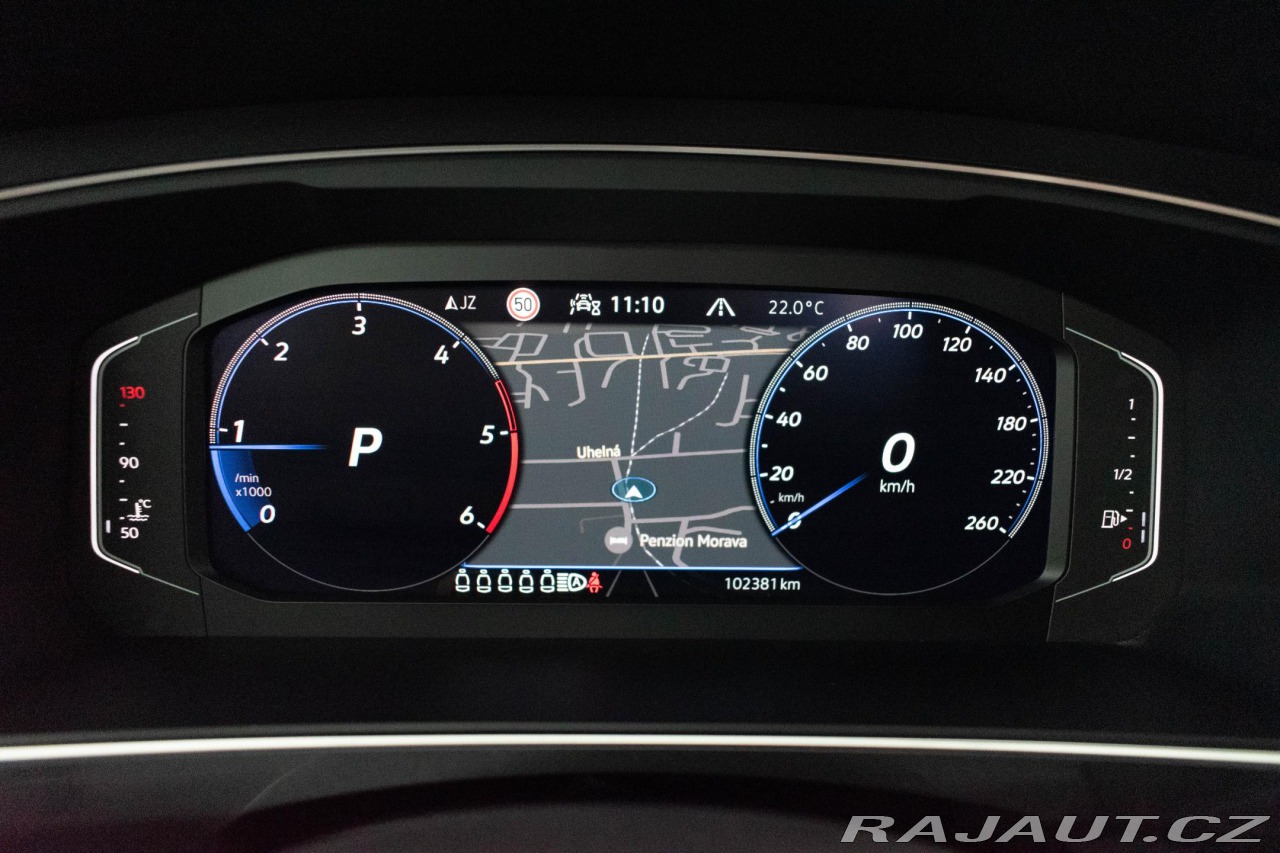 JZ 50 11:10 22.0°C
3
2 4
1 5
/min
x1000
0 6
P
130
90
°C
50
Uhelná
Penzion Morava
102381 km
100
80 120
60 140
40 180
20 220
km/h
0 260
0
km/h
1
1/2
0
RAJAUT.CZ